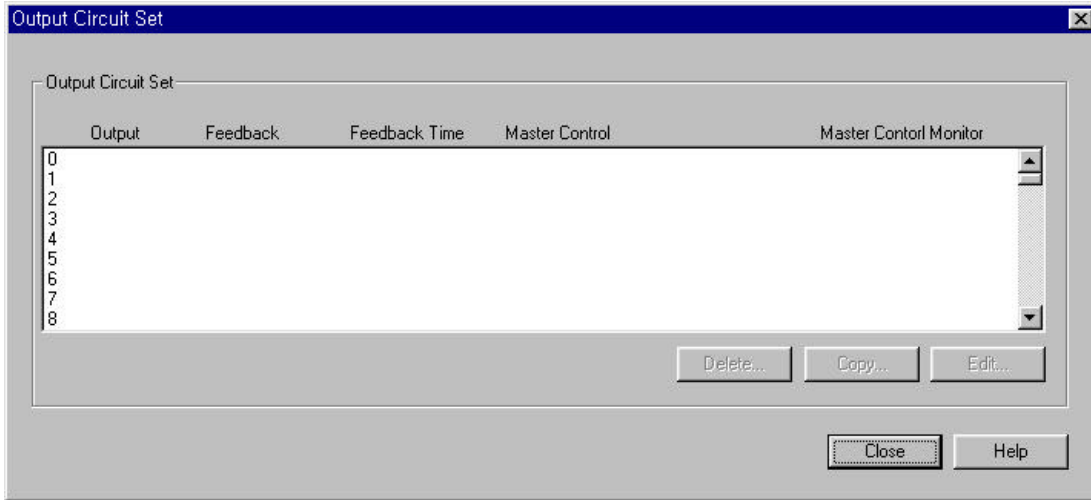 Output Circuit Set
Output Circuit Set
Output Feedback Feedback Time Master Control Master Contorl Monitor
0
1
2
3
4
5
6
7
8
Delete... Copy... Edit...
Close Help